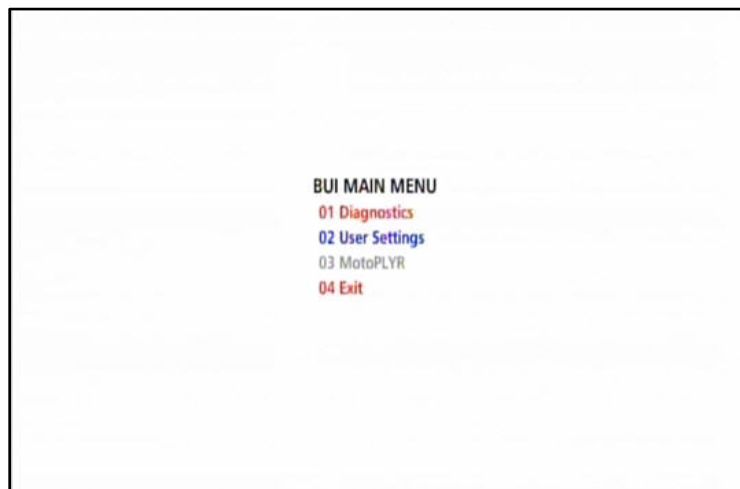 BUI MAIN MENU
01 Diagnostics
02 User Settings
03 MotoPLYR
04 Exit